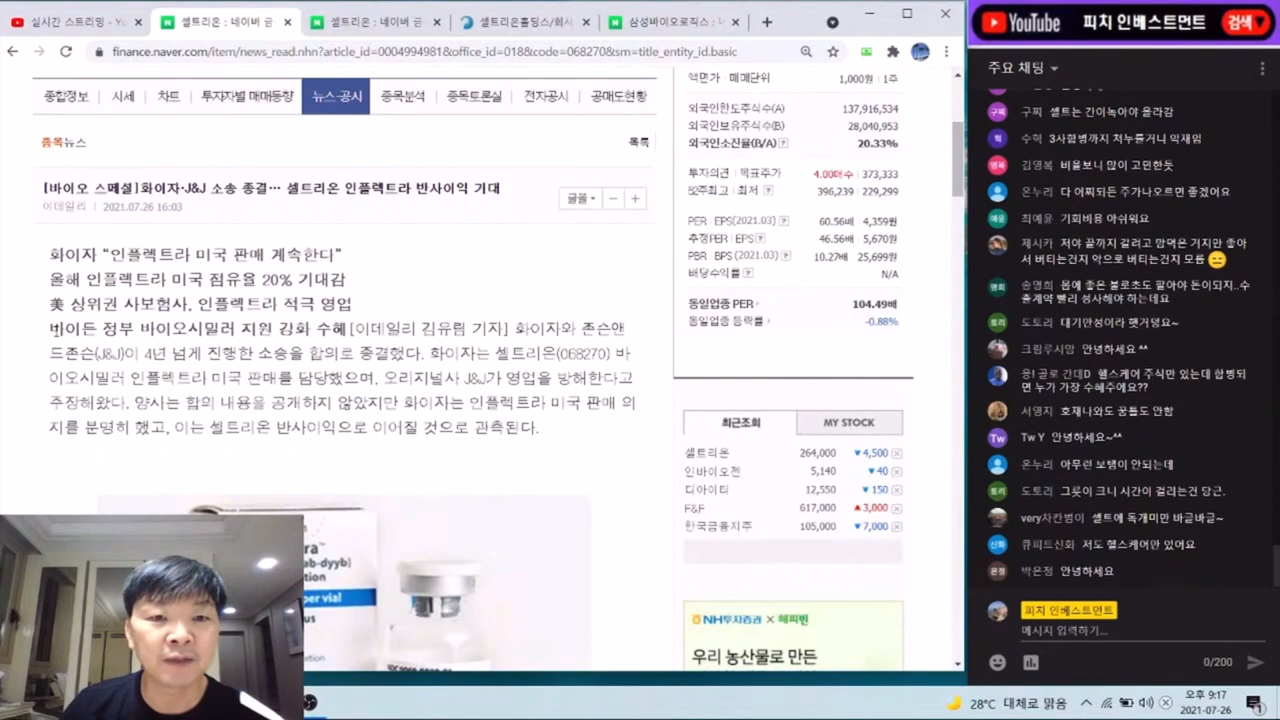 실시간 스트리밍 - Yo
셀트리온 : 네이버 금
셀트리온 : 네이버 금
셀트리온홀딩스/회사
삼성바이오로직스 :
finance.naver.com/item/news_read.nhn?article_id=0004994981&office_id=018&code=068270&sm=title_entity_id.basic
종합정보 시세 차트 투자자별 매매동향 뉴스·공시 종목분석 종목토론실 전자공시 공매도현황
종목뉴스
목록
[바이오 스페셜]화이자·J&J 소송 종결… 셀트리온 인플렉트라 반사이익 기대
이데일리 2021.07.26 16:03
글꼴
화이자 “인플렉트라 미국 판매 계속한다”
올해 인플렉트라 미국 점유율 20% 기대감
美 상위권 사보험사, 인플렉트라 적극 영업
바이든 정부 바이오시밀러 지원 강화 수혜[이데일리 김유림 기자] 화이자와 존슨앤
드존슨(J&J)이 4년 넘게 진행한 소송을 합의로 종결했다. 화이자는 셀트리온(068270) 바
이오시밀러 인플렉트라 미국 판매를 담당했으며, 오리지널사 J&J가 영업을 방해한다고
주장해왔다. 양사는 합의 내용을 공개하지 않았지만 화이자는 인플렉트라 미국 판매 의
지를 분명히 했고, 이는 셀트리온 반사이익으로 이어질 것으로 관측된다.
ra™
ab-dyyb)
tion
per vial
us
액면가 매매단위 1,000원 1주
외국인한도주식수(A) 137,916,534
외국인보유주식수(B) 28,040,953
외국인소진율(B/A) 20.33%
투자의견 목표주가 4.00매수 373,333
52주최고 최저 396,239 229,299
PER EPS(2021.03) 60.56배 4,359원
추정PER EPS 46.56배 5,670원
PBR BPS (2021.03) 10.27배 25,699원
배당수익률 N/A
동일업종 PER 104.49배
동일업종 등락률 -0.88%
최근조회 MY STOCK
셀트리온 264,000 ▼4,500
인바이오젠 5,140 ▼40
디아이티 12,550 ▼150
F&F 617,000 ▲3,000
한국금융지주 105,000 ▼7,000
NH투자증권 × 해피빈
우리 농산물로 만든
YouTube 피치 인베스트먼트 검색
주요 채팅
구찌 셀트는 간이녹아야 올라감
수혁 3사합병까지 처누를거니 악재임
김영복 비율보니 많이 고민한듯
온누리 다 어찌되든 주가나오르면 좋겠어요
최예윤 기회비용 아쉬워요
제시카 저야 끝까지 갈려고 맘먹은 거지만 좋아
서 버티는건지 악으로 버티는건지 모름
송명희 몸에 좋은 불로초도 팔아야 돈이되지..수
출계약 빨리 성사해야 하는데요
도토리 대기만성이라 햇거덩요~
크림루시맘 안녕하세요 ^^
응1골로 간데D 헬스케어 주식만 있는데 합병되
면 누가 가장 수혜주에요??
서영지 호재나와도 꿈틀도 안함
Tw Y 안녕하세요~^^
온누리 아무런 보탬이 안되는데
도토리 그릇이 크니 시간이 걸리는건 당근.
very차칸범이 셀트에 독개미만 바글바글~
큐피트신화 저도 헬스케어만 있어요
박은정 안녕하세요
피치 인베스트먼트
메시지 입력하기...
0/200
28°C 대체로 맑음
오후 9:17
2021-07-26